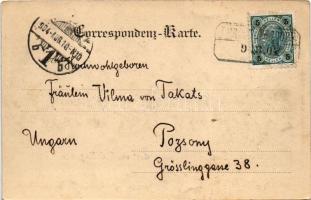 Correspondenz-Karte.
Hochwohlgeboren
Fräulein Vilma von Takats
Ungarn
Pozsony
Grösslinggasse 38.